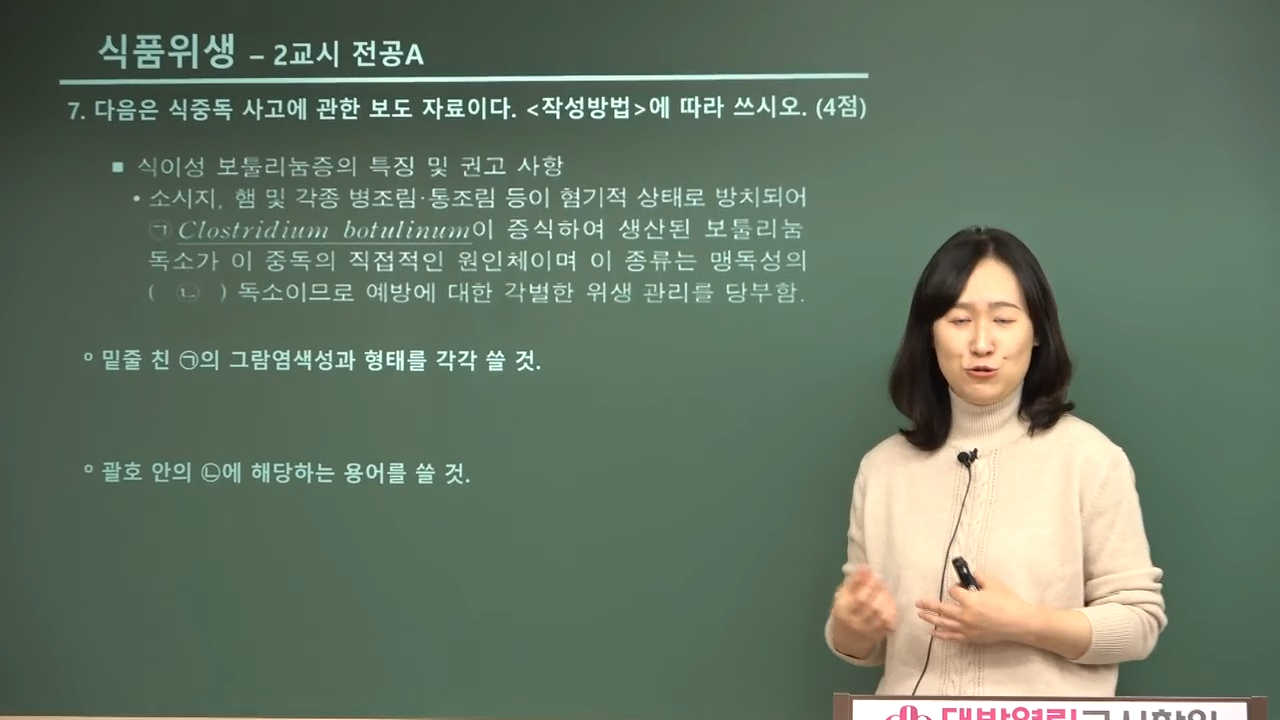 식품위생 – 2교시 전공A
7. 다음은 식중독 사고에 관한 보도 자료이다. <작성방법>에 따라 쓰시오. (4점)
■ 식이성 보툴리눔증의 특징 및 권고 사항
• 소시지, 햄 및 각종 병조림·통조림 등이 혐기적 상태로 방치되어
㉠ Clostridium botulinum이 증식하여 생산된 보툴리눔
독소가 이 중독의 직접적인 원인체이며 이 종류는 맹독성의
( ㉡ ) 독소이므로 예방에 대한 각별한 위생 관리를 당부함.
o 밑줄 친 ㉠의 그람염색성과 형태를 각각 쓸 것.
o 괄호 안의 ㉡에 해당하는 용어를 쓸 것.